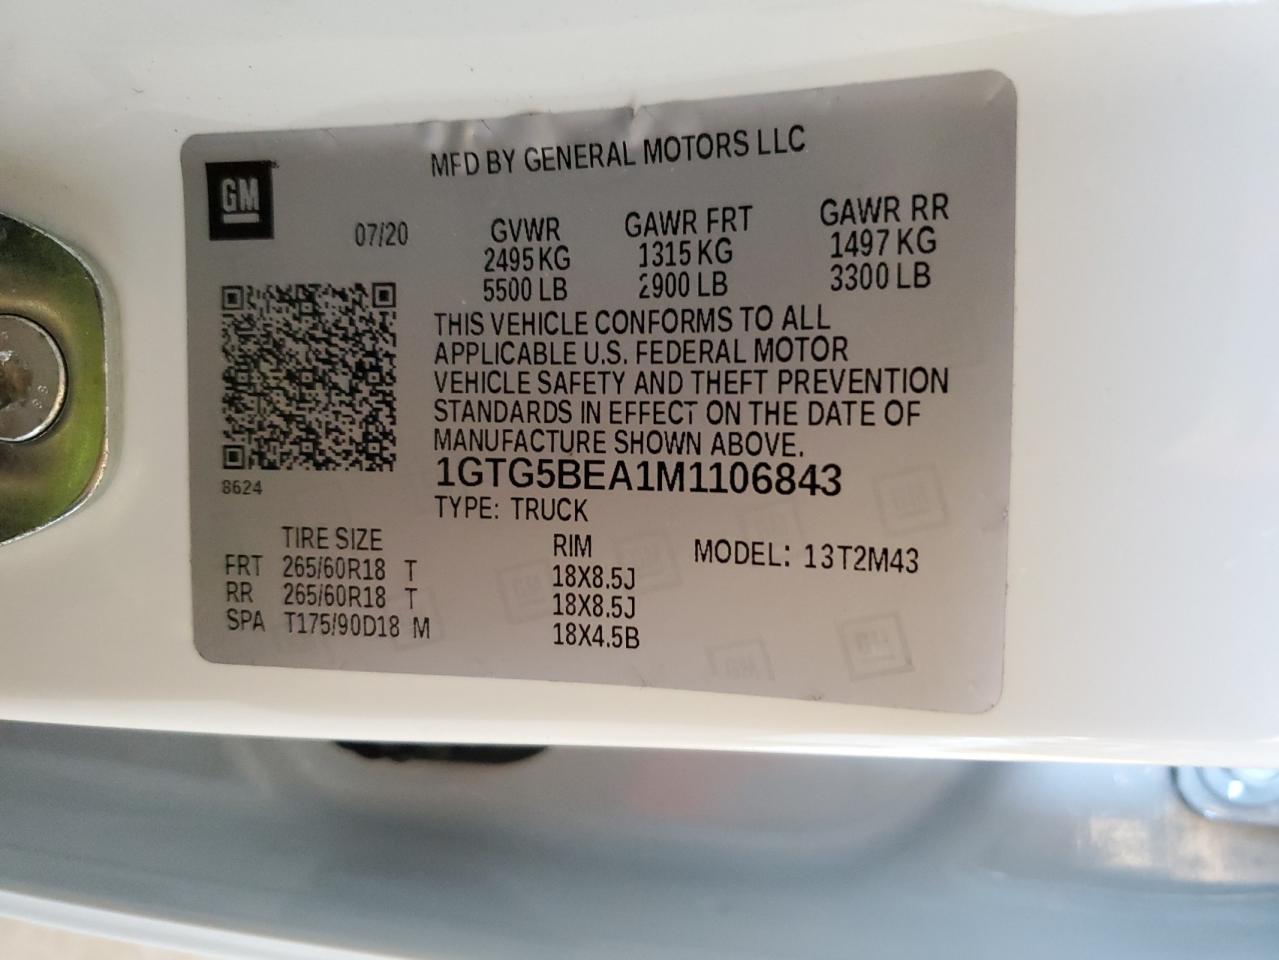 MFD BY GENERAL MOTORS LLC
GM
07/20
GVWR GAWR FRT GAWR RR
2495 KG 1315 KG 1497 KG
5500 LB 2900 LB 3300 LB
THIS VEHICLE CONFORMS TO ALL
APPLICABLE U.S. FEDERAL MOTOR
VEHICLE SAFETY AND THEFT PREVENTION
STANDARDS IN EFFECT ON THE DATE OF
MANUFACTURE SHOWN ABOVE.
1GTG5BEA1M1106843
8624
TYPE: TRUCK
TIRE SIZE RIM MODEL: 13T2M43
FRT 265/60R18 T 18X8.5J
RR 265/60R18 T 18X8.5J
SPA T175/90D18 M 18X4.5B